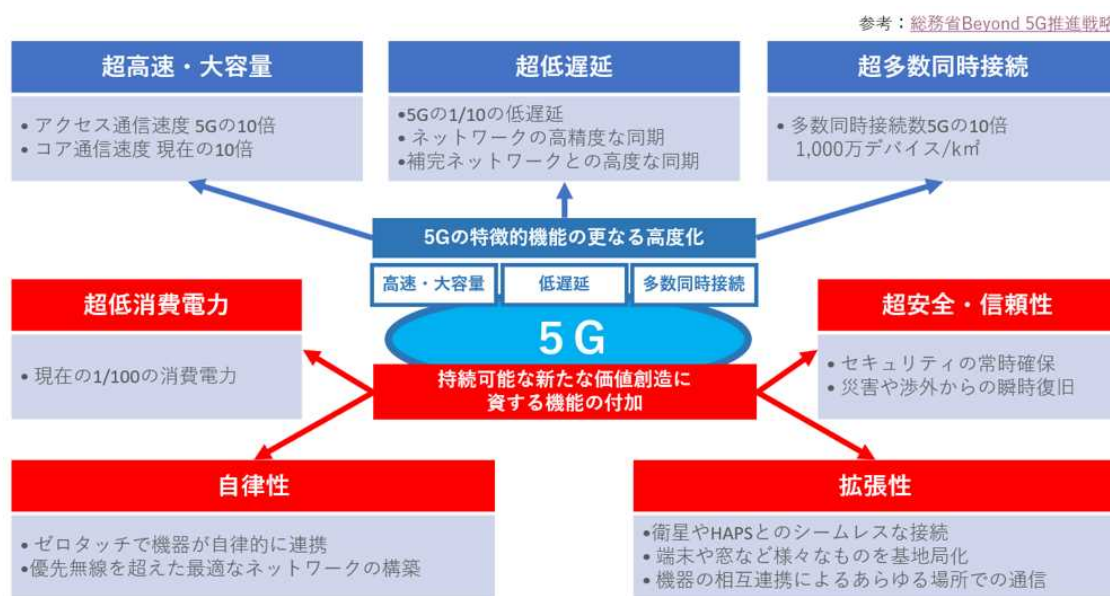 参考：総務省Beyond 5G推進戦略
超高速・大容量
• アクセス通信速度 5Gの10倍
• コア通信速度 現在の10倍
超低遅延
•5Gの1/10の低遅延
• ネットワークの高精度な同期
•補完ネットワークとの高度な同期
超多数同時接続
• 多数同時接続数5Gの10倍
1,000万デバイス/k㎡
5Gの特徴的機能の更なる高度化
高速・大容量
低遅延
多数同時接続
5G
持続可能な新たな価値創造に
資する機能の付加
超低消費電力
• 現在の1/100の消費電力
超安全・信頼性
• セキュリティの常時確保
• 災害や渉外からの瞬時復旧
自律性
• ゼロタッチで機器が自律的に連携
•優先無線を超えた最適なネットワークの構築
拡張性
•衛星やHAPSとのシームレスな接続
• 端末や窓など様々なものを基地局化
• 機器の相互連携によるあらゆる場所での通信